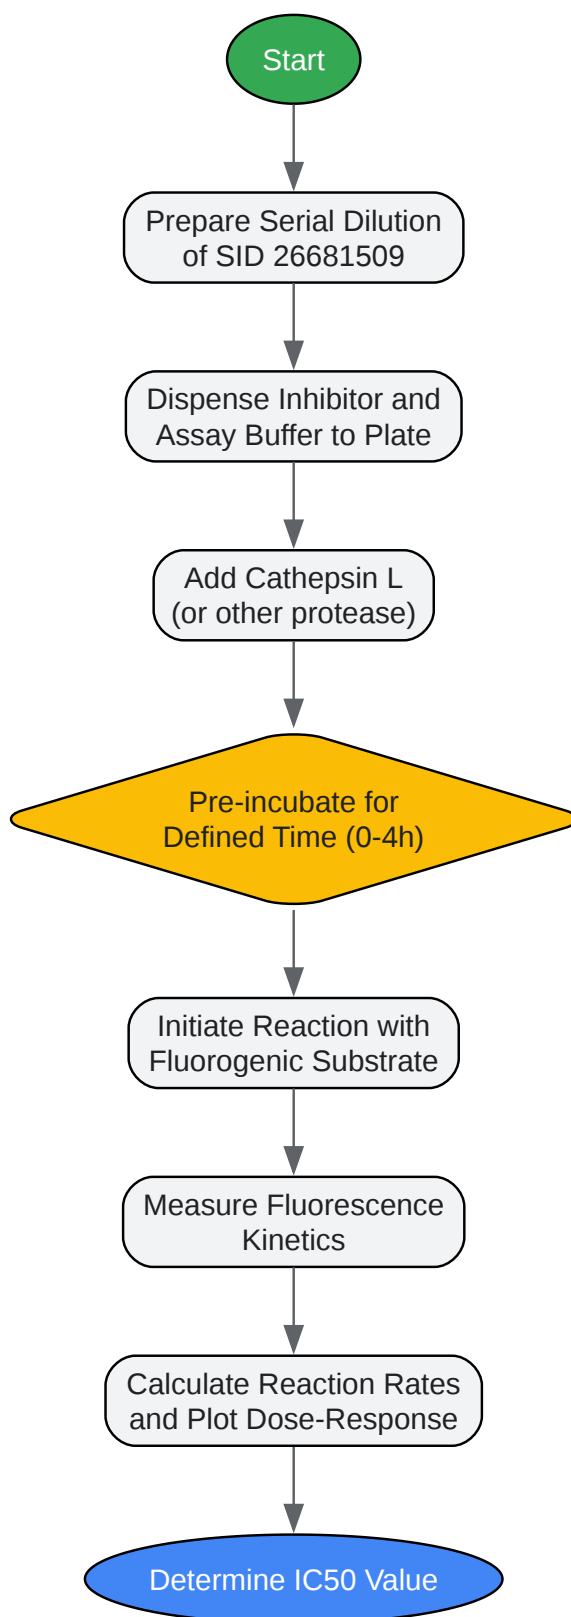 Start
Prepare Serial Dilution
of SID 26681509
Dispense Inhibitor and
Assay Buffer to Plate
Add Cathepsin L
(or other protease)
Pre-incubate for
Defined Time (0-4h)
Initiate Reaction with
Fluorogenic Substrate
Measure Fluorescence
Kinetics
Calculate Reaction Rates
and Plot Dose-Response
Determine IC50 Value